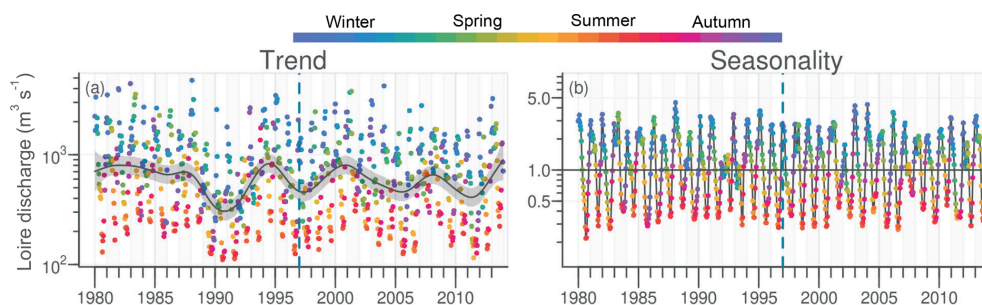 Winter Spring Summer Autumn
Trend Seasonality
Loire discharge (m³ s⁻¹)
(a)
10³
10²
1980 1985 1990 1995 2000 2005 2010
(b)
5.0
1.0
0.5
1980 1985 1990 1995 2000 2005 2010